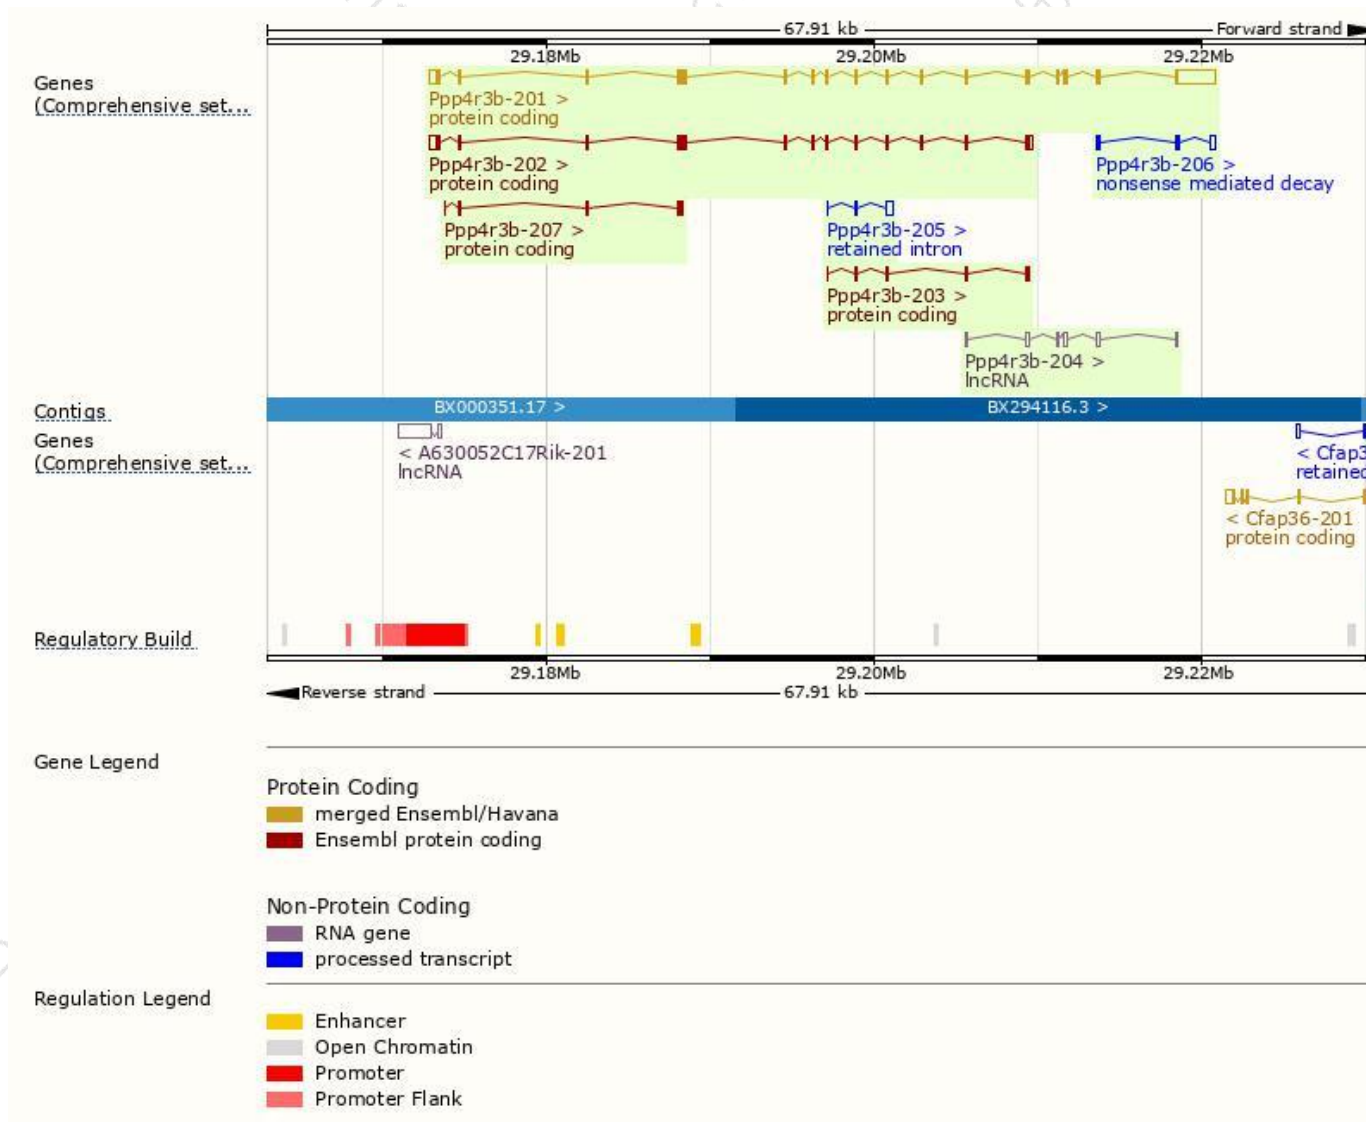 67.91 kb
Forward strand
29.18Mb 29.20Mb 29.22Mb
Genes
(Comprehensive set...
Ppp4r3b-201 >
protein coding
Ppp4r3b-202 >
protein coding
Ppp4r3b-206 >
nonsense mediated decay
Ppp4r3b-207 >
protein coding
Ppp4r3b-205 >
retained intron
Ppp4r3b-203 >
protein coding
Ppp4r3b-204 >
lncRNA
Contigs
BX000351.17 >
BX294116.3 >
Genes
(Comprehensive set...
< A630052C17Rik-201
lncRNA
< Cfap3
retained
< Cfap36-201
protein coding
Regulatory Build
29.18Mb 29.20Mb 29.22Mb
Reverse strand
67.91 kb
Gene Legend
Protein Coding
merged Ensembl/Havana
Ensembl protein coding
Non-Protein Coding
RNA gene
processed transcript
Regulation Legend
Enhancer
Open Chromatin
Promoter
Promoter Flank